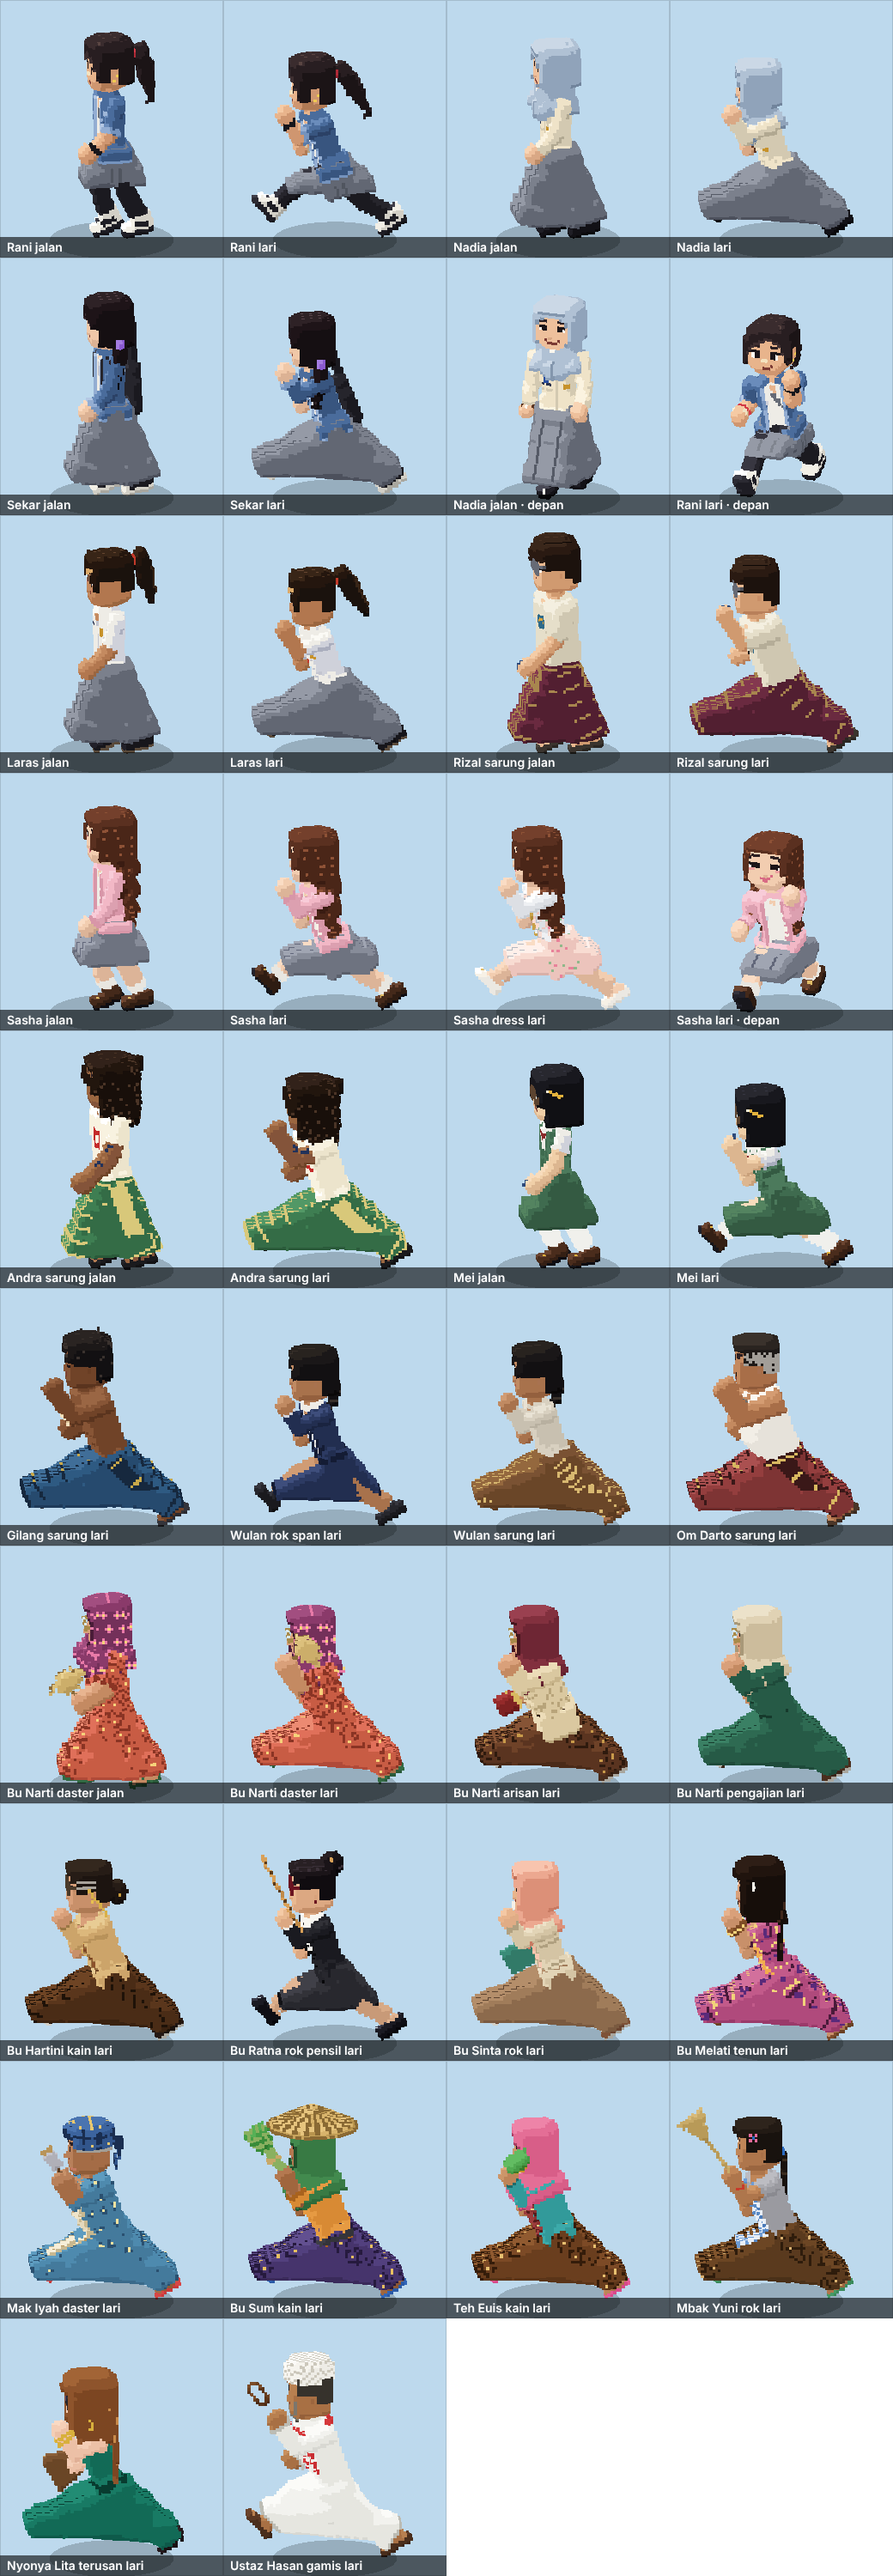 Rani jalan
Rani lari
Nadia jalan
Nadia lari
Sekar jalan
Sekar lari
Nadia jalan · depan
Rani lari · depan
Laras jalan
Laras lari
Rizal sarung jalan
Rizal sarung lari
Sasha jalan
Sasha lari
Sasha dress lari
Sasha lari · depan
Andra sarung jalan
Andra sarung lari
Mei jalan
Mei lari
Gilang sarung lari
Wulan rok span lari
Wulan sarung lari
Om Darto sarung lari
Bu Narti daster jalan
Bu Narti daster lari
Bu Narti arisan lari
Bu Narti pengajian lari
Bu Hartini kain lari
Bu Ratna rok pensil lari
Bu Sinta rok lari
Bu Melati tenun lari
Mak Iyah daster lari
Bu Sum kain lari
Teh Euis kain lari
Mbak Yuni rok lari
Nyonya Lita terusan lari
Ustaz Hasan gamis lari